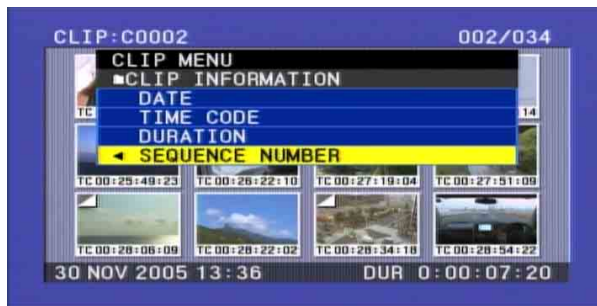 CLIP:C0002 002/034
CLIP MENU
CLIP INFORMATION
DATE
TIME CODE
DURATION
SEQUENCE NUMBER
TC 14
TC 00:25:49:23 TC 00:26:22:10 TC 00:27:19:04 TC 00:27:51:09
TC 00:28:06:09 TC 00:28:22:02 TC 00:28:34:18 TC 00:28:54:22
30 NOV 2005 13:36 DUR 0:00:07:20